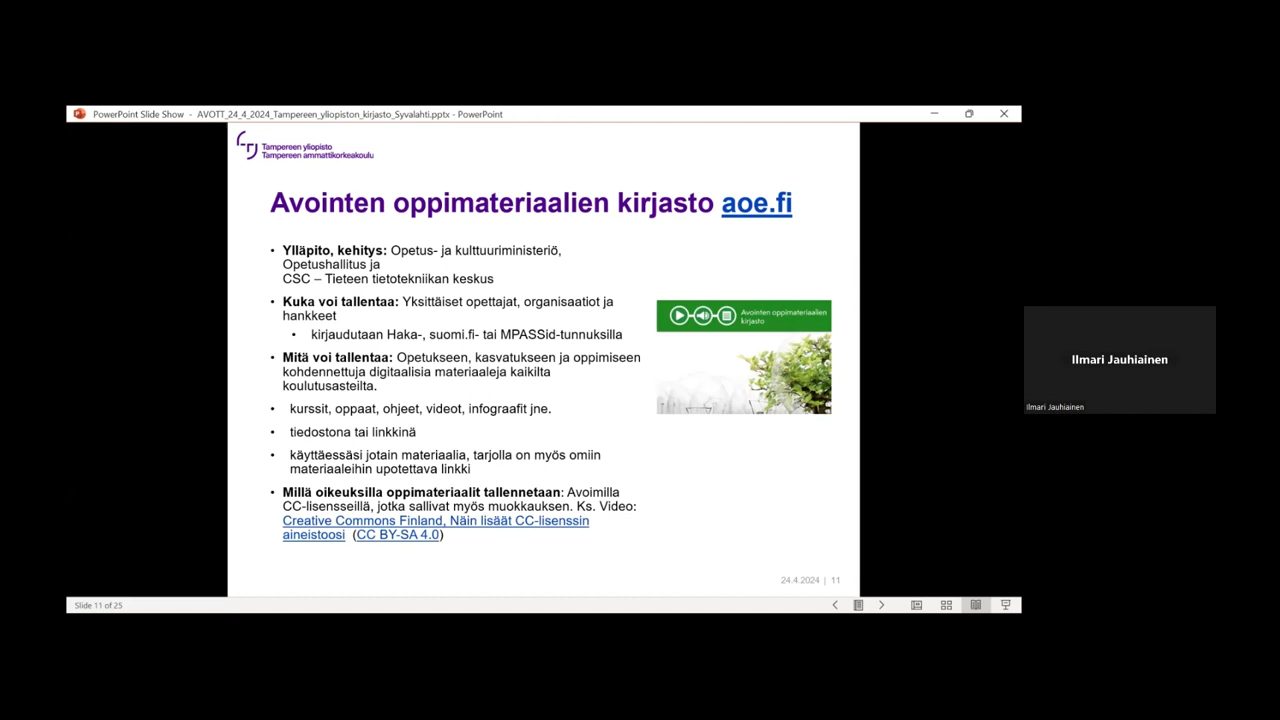 PowerPoint Slide Show - AVOTT_24_4_2024_Tampereen_yliopiston_kirjasto_Syvalahti.pptx - PowerPoint
Tampereen yliopisto
Tampereen ammattikorkeakoulu
Avointen oppimateriaalien kirjasto aoe.fi
• Ylläpito, kehitys: Opetus- ja kulttuuriministeriö,
Opetushallitus ja
CSC – Tieteen tietotekniikan keskus
• Kuka voi tallentaa: Yksittäiset opettajat, organisaatiot ja
hankkeet
• kirjaudutaan Haka-, suomi.fi- tai MPASSid-tunnuksilla
• Mitä voi tallentaa: Opetukseen, kasvatukseen ja oppimiseen
kohdennettuja digitaalisia materiaaleja kaikilta
koulutusasteilta.
• kurssit, oppaat, ohjeet, videot, infograafit jne.
• tiedostona tai linkkinä
• käyttäessäsi jotain materiaalia, tarjolla on myös omiin
materiaaleihin upotettava linkki
• Millä oikeuksilla oppimateriaalit tallennetaan: Avoimilla
CC-lisensseillä, jotka sallivat myös muokkauksen. Ks. Video:
Creative Commons Finland, Näin lisäät CC-lisenssin
aineistoosi (CC BY-SA 4.0)
Avointen oppimateriaalien
kirjasto
24.4.2024 | 11
Slide 11 of 25
Ilmari Jauhiainen
Ilmari Jauhiainen